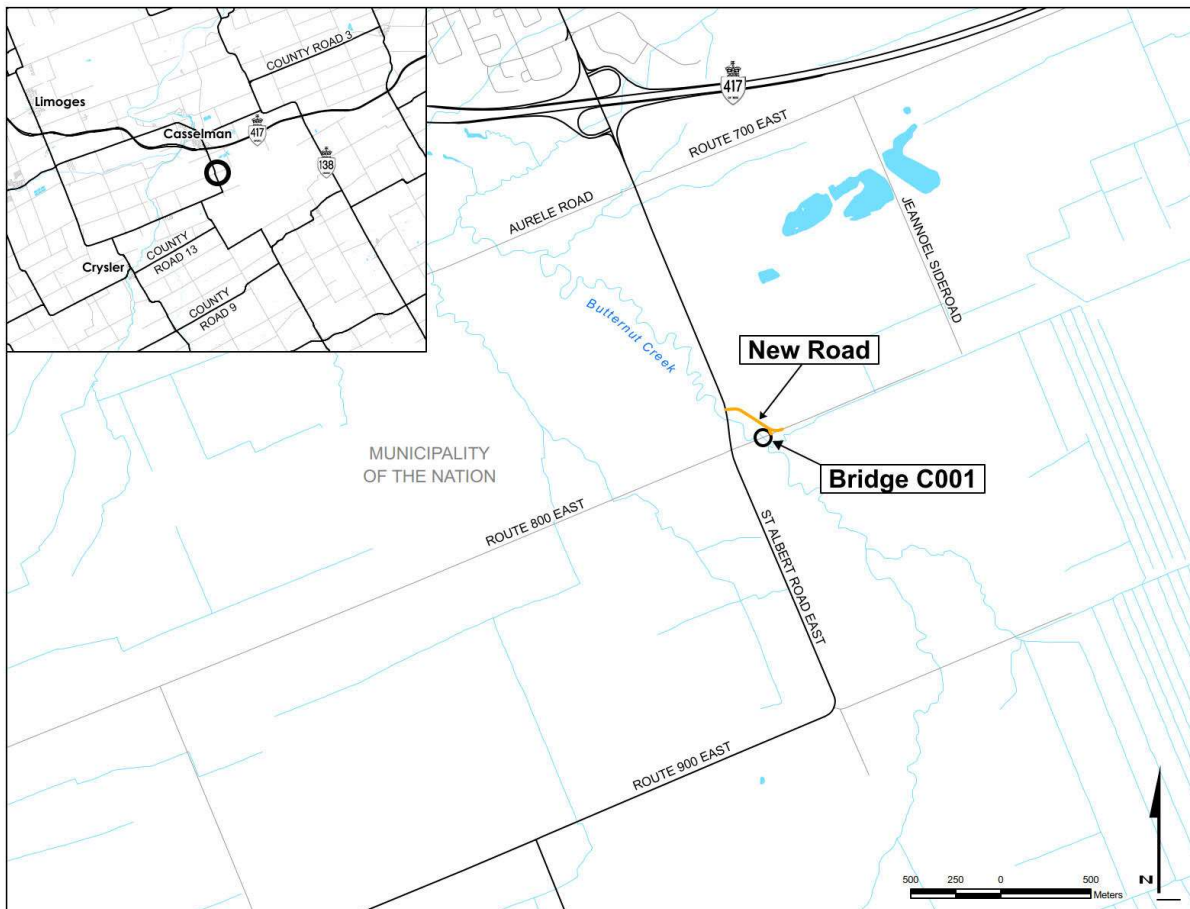 COUNTY ROAD 3
Limoges
Casselman
417
138
COUNTY
ROAD 13
Crysler
COUNTY
ROAD 9
417
ROUTE 700 EAST
AURELE ROAD
JEANNOEL SIDEROAD
Butternut Creek
New Road
MUNICIPALITY
OF THE NATION
Bridge C001
ROUTE 800 EAST
ST ALBERT ROAD EAST
ROUTE 900 EAST
N
500 250 0 500
Meters